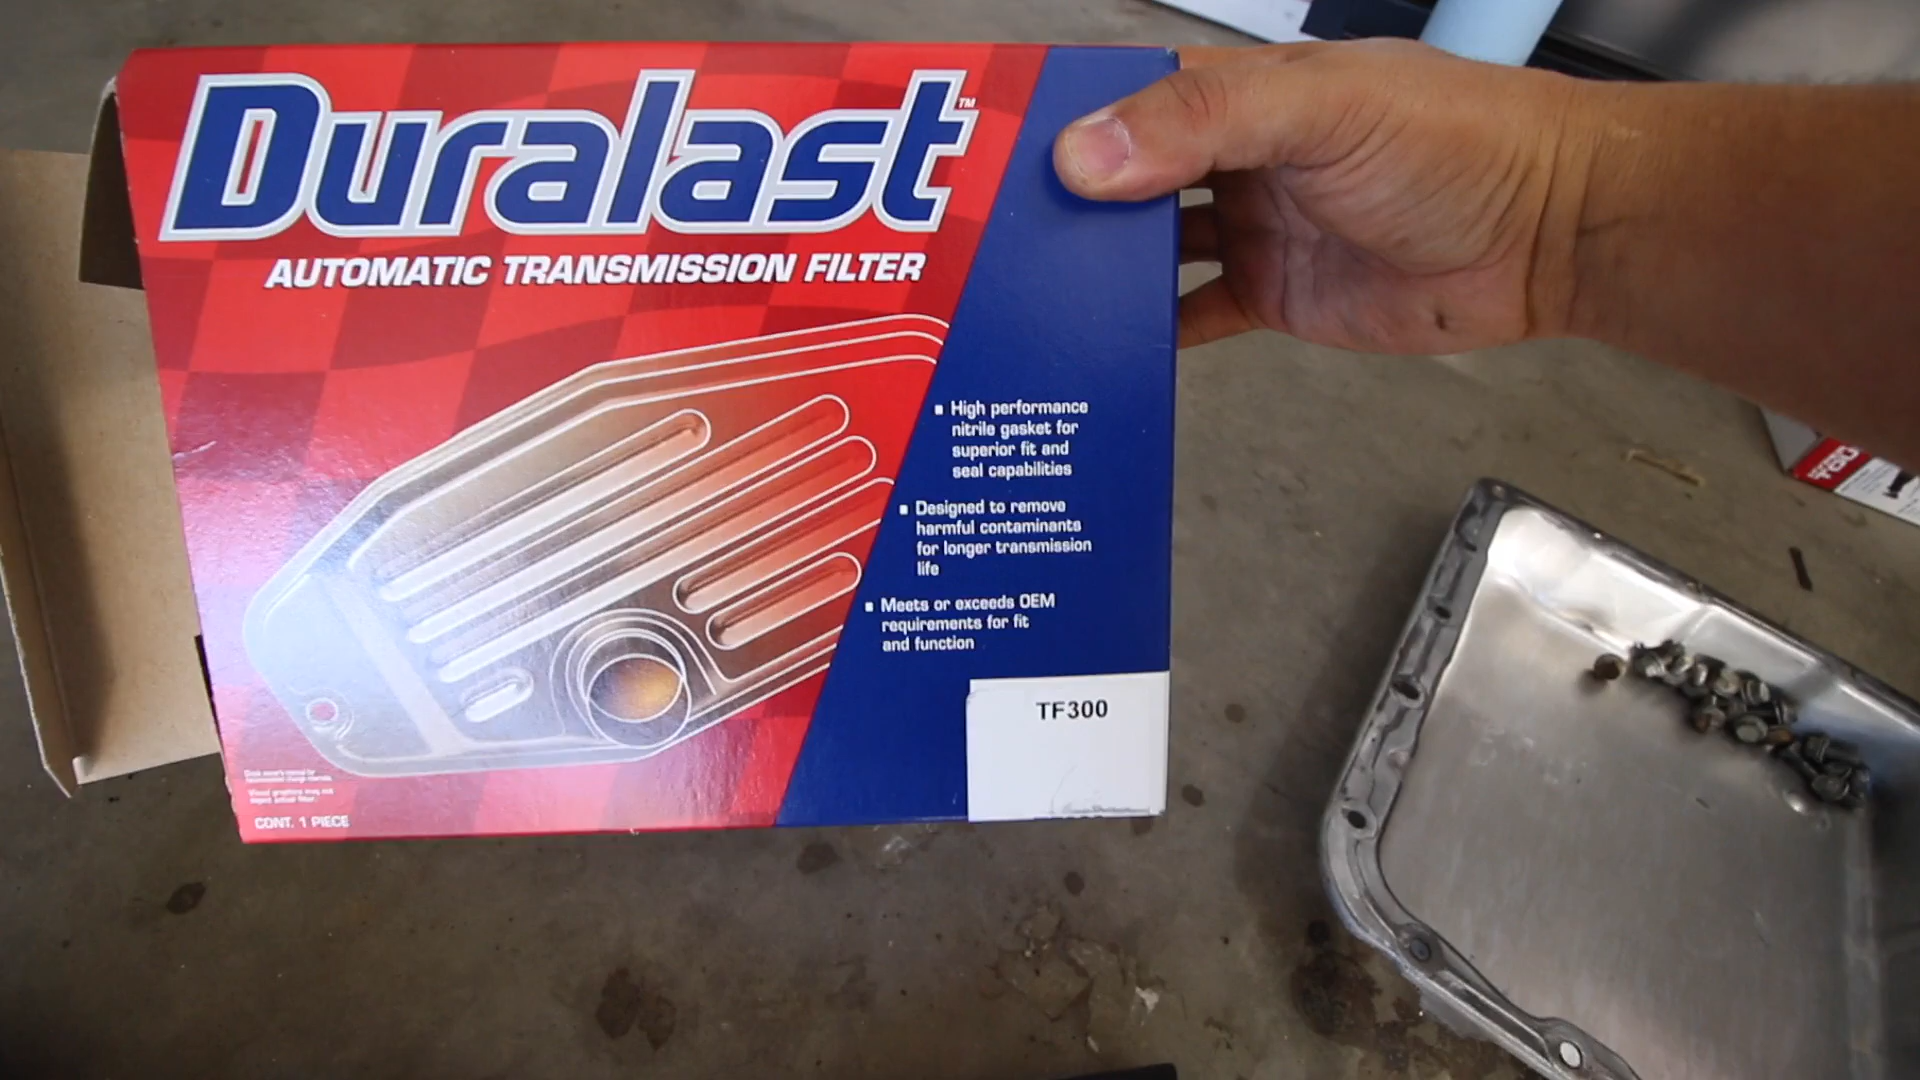 Duralast™
AUTOMATIC TRANSMISSION FILTER
▪ High performance
nitrile gasket for
superior fit and
seal capabilities
▪ Designed to remove
harmful contaminants
for longer transmission
life
▪ Meets or exceeds OEM
requirements for fit
and function
TF300
CONT. 1 PIECE